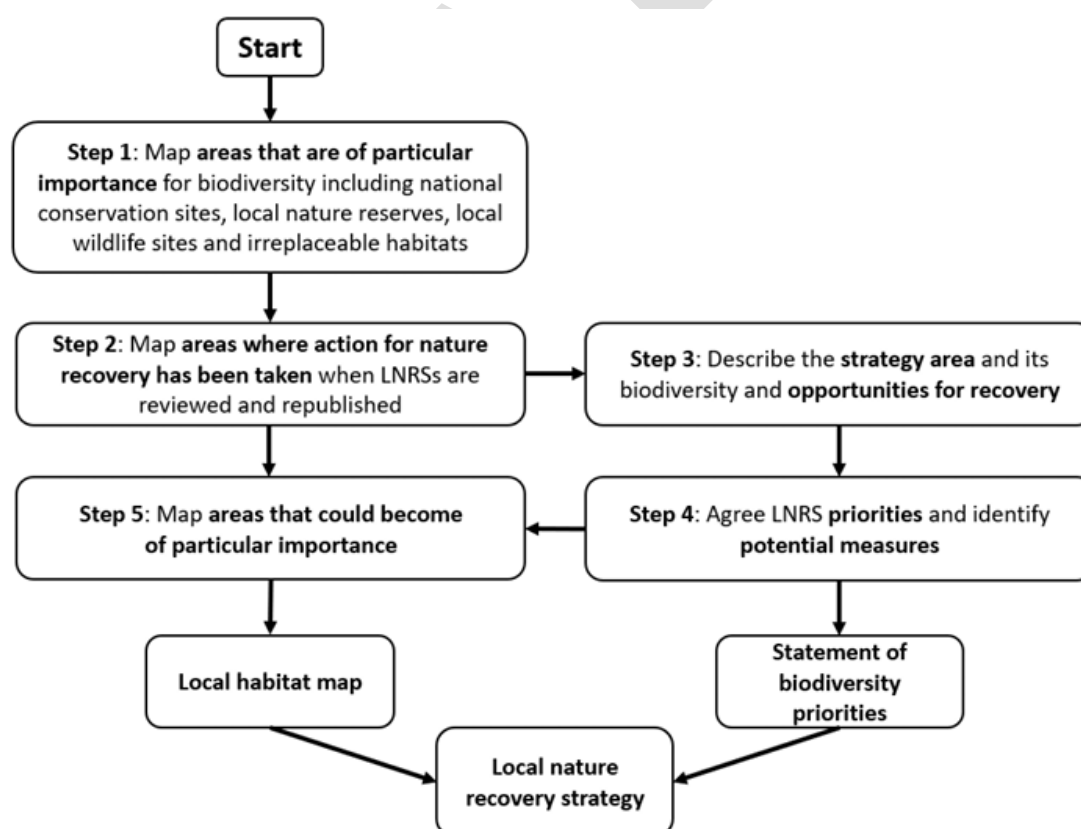 Start
Step 1: Map areas that are of particular
importance for biodiversity including national
conservation sites, local nature reserves, local
wildlife sites and irreplaceable habitats
Step 2: Map areas where action for nature
recovery has been taken when LNRSs are
reviewed and republished
Step 3: Describe the strategy area and its
biodiversity and opportunities for recovery
Step 5: Map areas that could become
of particular importance
Step 4: Agree LNRS priorities and identify
potential measures
Local habitat map
Statement of
biodiversity
priorities
Local nature
recovery strategy